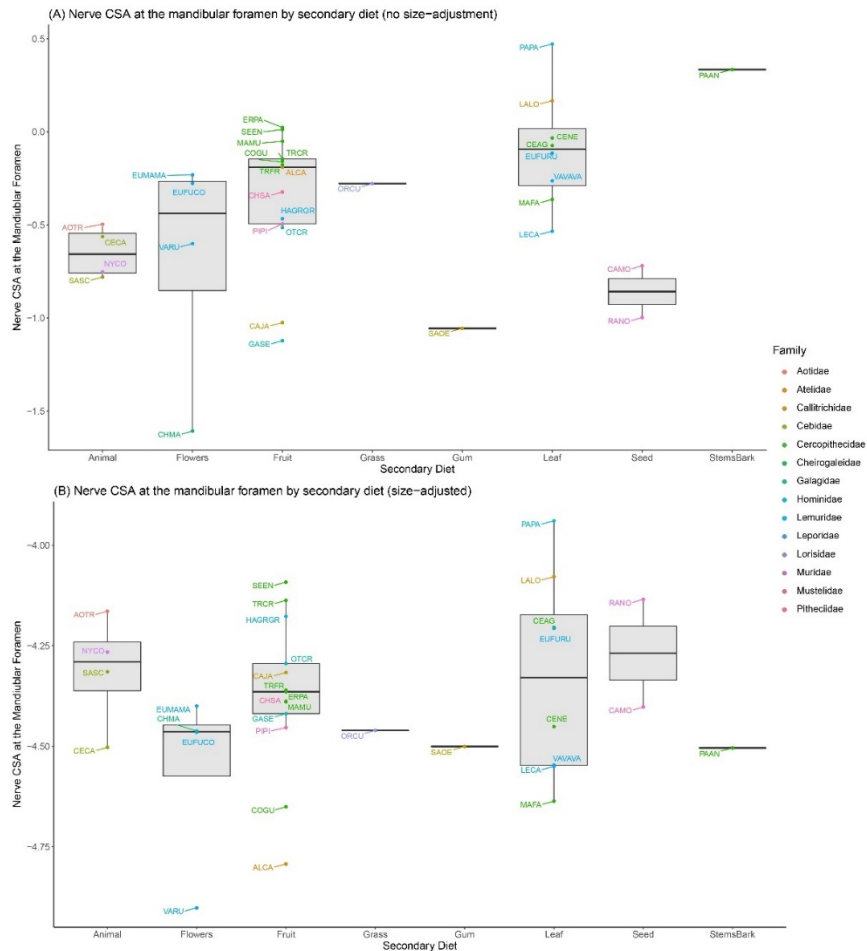 (A) Nerve CSA at the mandibular foramen by secondary diet (no size-adjustment)
Nerve CSA at the Mandiublar Foramen
0.5
0.0
-0.5
-1.0
-1.5
AOTR
CECA
NYCO
SASC
EUMAMA
EUFUCO
VARU
CHMA
ERPA
SEEN
MAMU
COGU TRCR
TRFR ALCA
CHSA
HAGRGR
PIPI OTCR
CAJA
GASE
ORCU
SAOE
PAPA
LALO
CENE
CEAG
EUFURU
VAVAVA
MAFA
LECA
CAMO
RANO
PAAN
Animal Flowers Fruit Grass Gum Leaf Seed StemsBark
Secondary Diet
Family
Aotidae
Atelidae
Callitrichidae
Cebidae
Cercopithecidae
Cheirogaleidae
Galagidae
Hominidae
Lemuridae
Leporidae
Lorisidae
Muridae
Mustelidae
Pitheciidae
(B) Nerve CSA at the mandibular foramen by secondary diet (size-adjusted)
Nerve CSA at the Mandiublar Foramen
-4.00
-4.25
-4.50
-4.75
AOTR
NYCO
SASC
CECA
EUMAMA
CHMA
EUFUCO
VARU
SEEN
TRCR
HAGRGR
OTCR
CAJA
TRFR
CHSA ERPA
MAMU
GASE
PIPI
COGU
ALCA
ORCU
SAOE
PAPA
LALO
CEAG
EUFURU
CENE
VAVAVA
LECA
MAFA
RANO
CAMO
PAAN
Animal Flowers Fruit Grass Gum Leaf Seed StemsBark
Secondary Diet